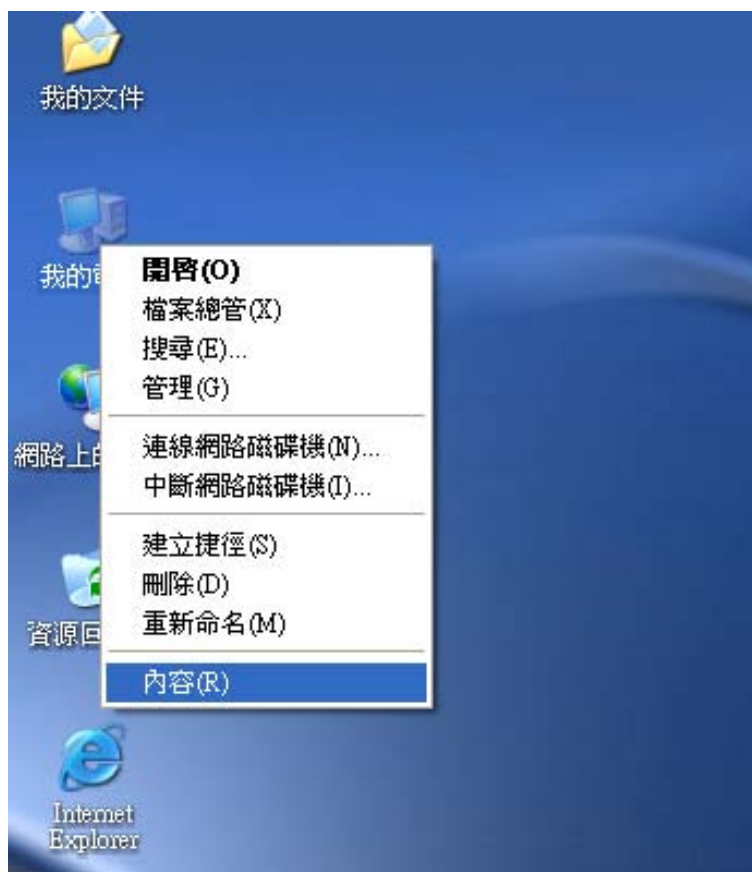 我的文件
我的
開啓(O)
檔案總管(X)
搜尋(E)...
管理(G)
網路上的
連線網路磁碟機(N)...
中斷網路磁碟機(I)...
建立捷徑(S)
刪除(D)
資源回
重新命名(M)
內容(R)
Internet
Explorer